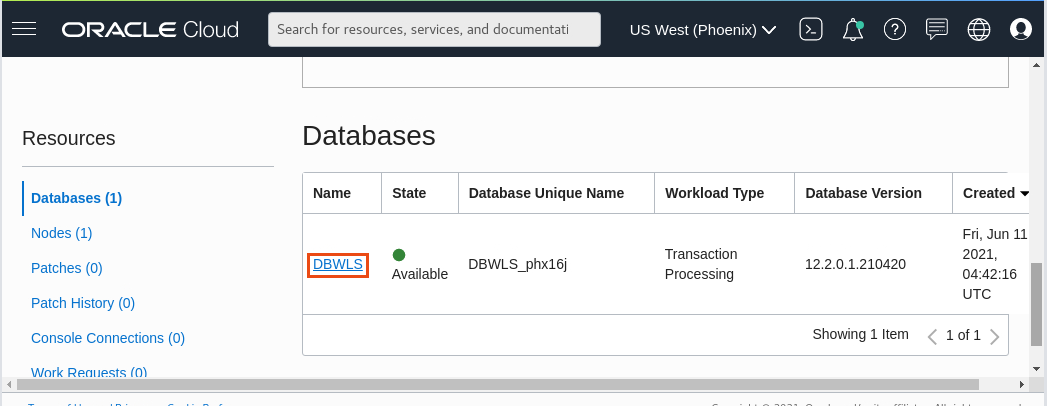 ORACLE Cloud
Search for resources, services, and documentati
US West (Phoenix)
Resources
Databases (1)
Nodes (1)
Patches (0)
Patch History (0)
Console Connections (0)
Work Requests (0)
Databases
Name State Database Unique Name Workload Type Database Version Created
DBWLS
Available
DBWLS_phx16j
Transaction
Processing
12.2.0.1.210420
Fri, Jun 11
2021,
04:42:16
UTC
Showing 1 Item 1 of 1